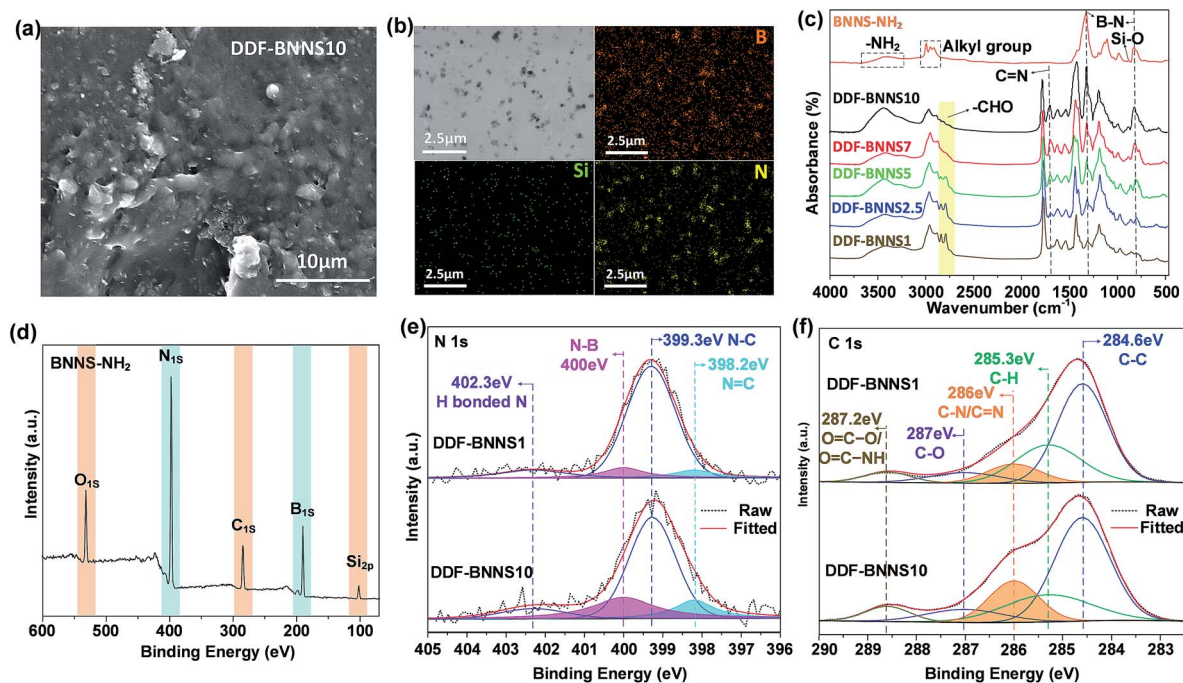 (a)
DDF-BNNS10
10μm
(b)
B
2.5μm
2.5μm
Si
N
2.5μm
2.5μm
(c)
BNNS-NH2
-NH2
Alkyl group
B-N
Si-O
C=N
-CHO
DDF-BNNS10
DDF-BNNS7
DDF-BNNS5
DDF-BNNS2.5
DDF-BNNS1
Absorbance (%)
4000 3500 3000 2500 2000 1500 1000 500
Wavenumber (cm-1)
(d)
BNNS-NH2
N1S
O1S
C1S
B1S
Si2p
Intensity (a.u.)
600 500 400 300 200 100
Binding Energy (eV)
(e)
N 1s
N-B
400eV
399.3eV N-C
398.2eV
N=C
402.3eV
H bonded N
DDF-BNNS1
Raw
Fitted
DDF-BNNS10
Intensity (a.u.)
405 404 403 402 401 400 399 398 397 396
Binding Energy (eV)
(f)
C 1s
284.6eV
C-C
285.3eV
C-H
286eV
C-N/C=N
287eV
C-O
287.2eV
O=C-O/
O=C-NH
DDF-BNNS1
Raw
Fitted
DDF-BNNS10
Intensity (a.u.)
290 289 288 287 286 285 284 283
Binding Energy (eV)